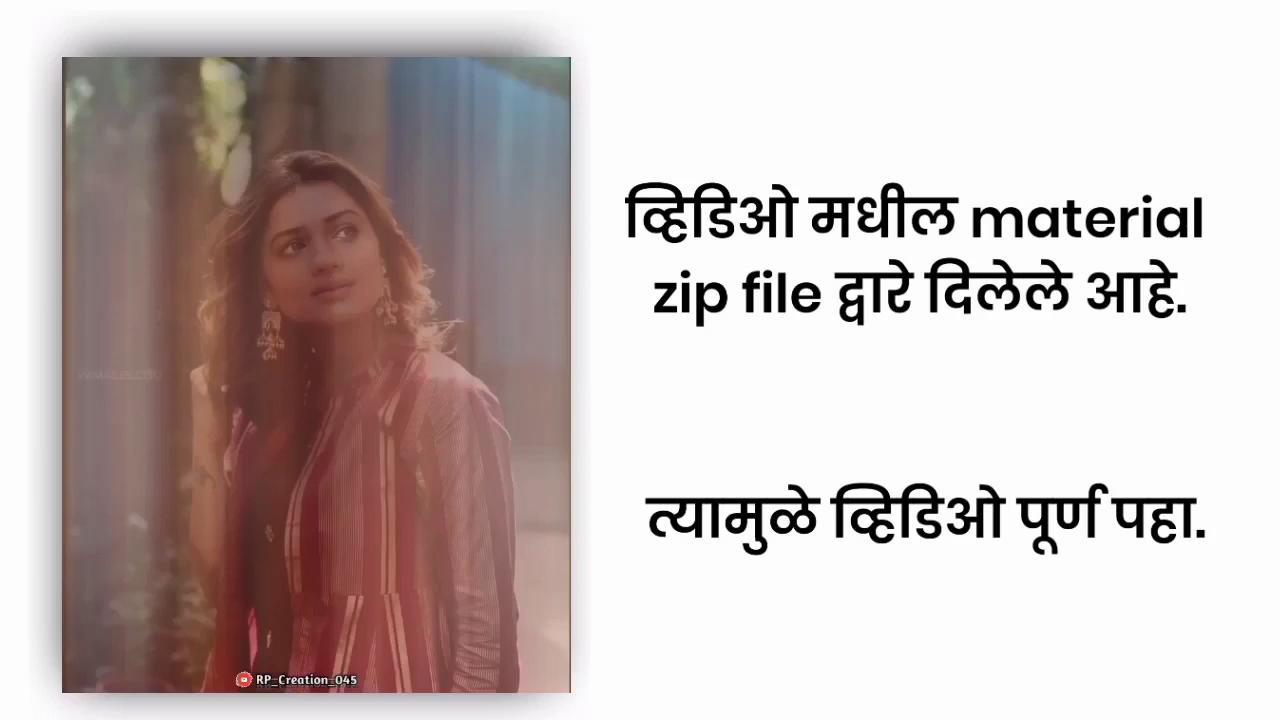 व्हिडिओ मधील material
zip file द्वारे दिलेले आहे.
त्यामुळे व्हिडिओ पूर्ण पहा.
RP_Creation_045